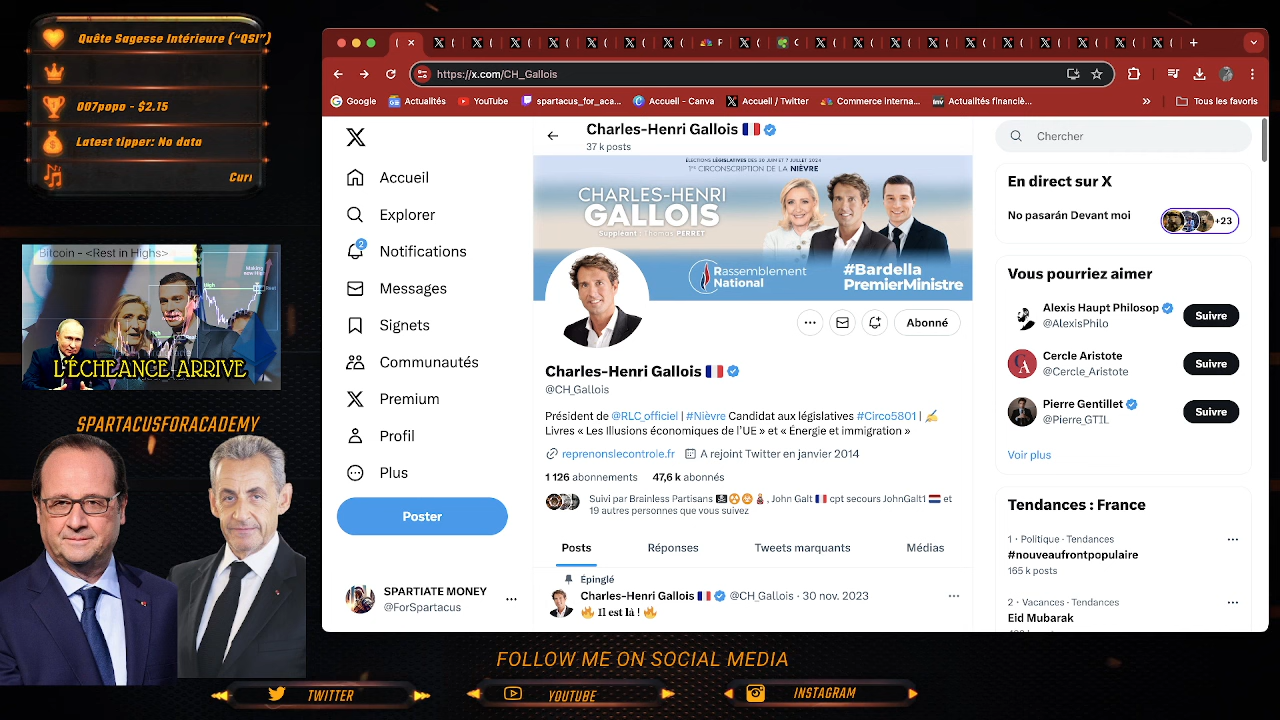 Quête Sagesse Intérieure ("QSI")
007popo - $2.15
Latest tipper: No data
Bitcoin - <Rest in Highs>
L'ÉCHEANCE ARRIVE
SPARTACUSFORACADEMY
https://x.com/CH_Gallois
Google
Actualités
YouTube
spartacus_for_aca...
Accueil - Canva
Accueil / Twitter
Commerce interna...
Actualités financiè...
»
Tous les favoris
Accueil
Explorer
2
Notifications
Messages
Signets
Communautés
Premium
Profil
Plus
Poster
SPARTIATE MONEY
@ForSpartacus
Charles-Henri Gallois
37 k posts
ÉLECTIONS LÉGISLATIVES DES 30 JUIN ET 7 JUILLET 2024
1re CIRCONSCRIPTION DE LA NIÈVRE
CHARLES-HENRI
GALLOIS
Suppléant : Thomas PERRET
Rassemblement
National
#Bardella
PremierMinistre
Abonné
Charles-Henri Gallois
@CH_Gallois
Président de @RLC_officiel | #Nièvre Candidat aux législatives #Circo5801 | ✍️
Livres « Les Illusions économiques de l'UE » et « Énergie et immigration »
reprenonslecontrole.fr A rejoint Twitter en janvier 2014
1 126 abonnements 47,6 k abonnés
Suivi par Brainless Partisans, John Galt cpt secours JohnGalt1 et
19 autres personnes que vous suivez
Posts Réponses Tweets marquants Médias
Épinglé
Charles-Henri Gallois @CH_Gallois · 30 nov. 2023
🔥 Il est là ! 🔥
Chercher
En direct sur X
No pasarán Devant moi
+23
Vous pourriez aimer
Alexis Haupt Philosop
@AlexisPhilo
Suivre
Cercle Aristote
@Cercle_Aristote
Suivre
Pierre Gentillet
@Pierre_GTIL
Suivre
Voir plus
Tendances : France
1 · Politique · Tendances
#nouveaufrontpopulaire
165 k posts
2 · Vacances · Tendances
Eid Mubarak
FOLLOW ME ON SOCIAL MEDIA
TWITTER
YOUTUBE
INSTAGRAM